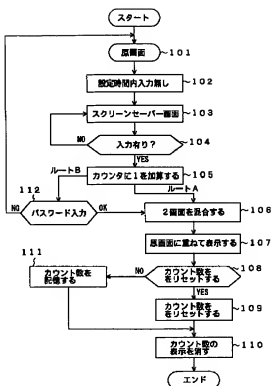 スタート
原画面
101
設定時間内入力無し
102
スクリーンセーバー画面
103
入力有り？
104
NO
YES
カウンタに1を加算する
105
ルートB
ルートA
112
パスワード入力
NO
OK
2画面を混合する
106
原画面に重ねて表示する
107
111
カウント数を
記憶する
NO
カウント数を
をリセットする
108
YES
カウント数を
をリセットする
109
カウント数の
表示を消す
110
エンド